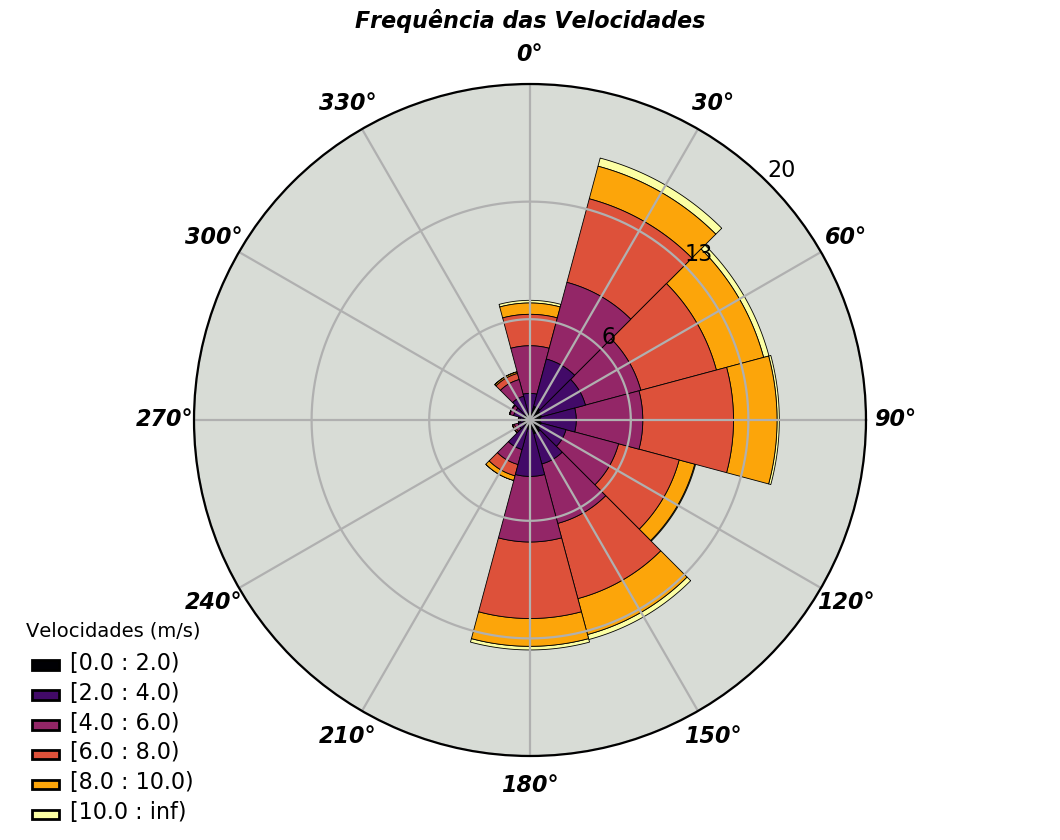 Frequência das Velocidades
0°
330°
30°
20
300°
60°
13
6
270°
90°
240°
120°
210°
150°
180°
Velocidades (m/s)
[0.0 : 2.0)
[2.0 : 4.0)
[4.0 : 6.0)
[6.0 : 8.0)
[8.0 : 10.0)
[10.0 : inf)